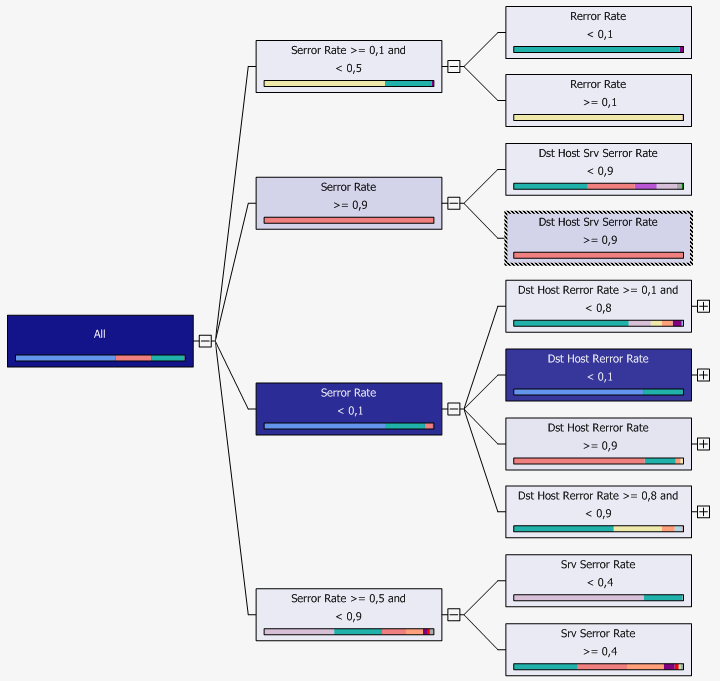 All
Serror Rate >= 0,1 and
< 0,5
Rerror Rate
< 0,1
Rerror Rate
>= 0,1
Serror Rate
>= 0,9
Dst Host Srv Serror Rate
< 0,9
Dst Host Srv Serror Rate
>= 0,9
Serror Rate
< 0,1
Dst Host Rerror Rate >= 0,1 and
< 0,8
Dst Host Rerror Rate
< 0,1
Dst Host Rerror Rate
>= 0,9
Dst Host Rerror Rate >= 0,8 and
< 0,9
Serror Rate >= 0,5 and
< 0,9
Srv Serror Rate
< 0,4
Srv Serror Rate
>= 0,4